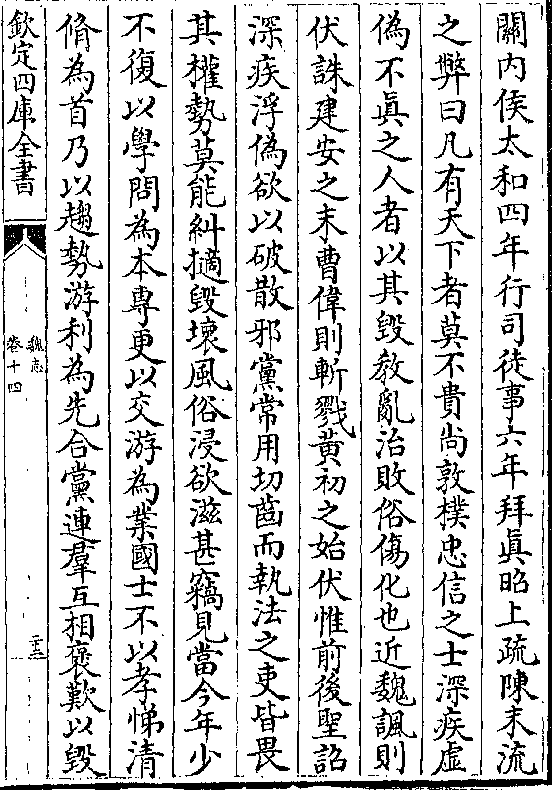 關内侯太和四年行司徒事六年拜眞昭上疏陳末流
之弊曰凡有天下者莫不貴尚敦樸忠信之士深疾虚
偽不眞之人者以其毁教亂治敗俗傷化也近魏諷則
伏誅建安之末曹偉則斬戮黄初之始伏惟前後聖詔
深疾浮偽欲以破散邪黨常用切齒而執法之吏皆畏
其權勢莫能糾擿毁壞風俗浸欲滋甚竊見當今年少
不復以學問為本專更以交游為業國士不以孝悌清
脩為首乃以趨勢游利為先合黨連羣互相褒歎以毁
欽定四庫全書
魏志
卷十四
二十三